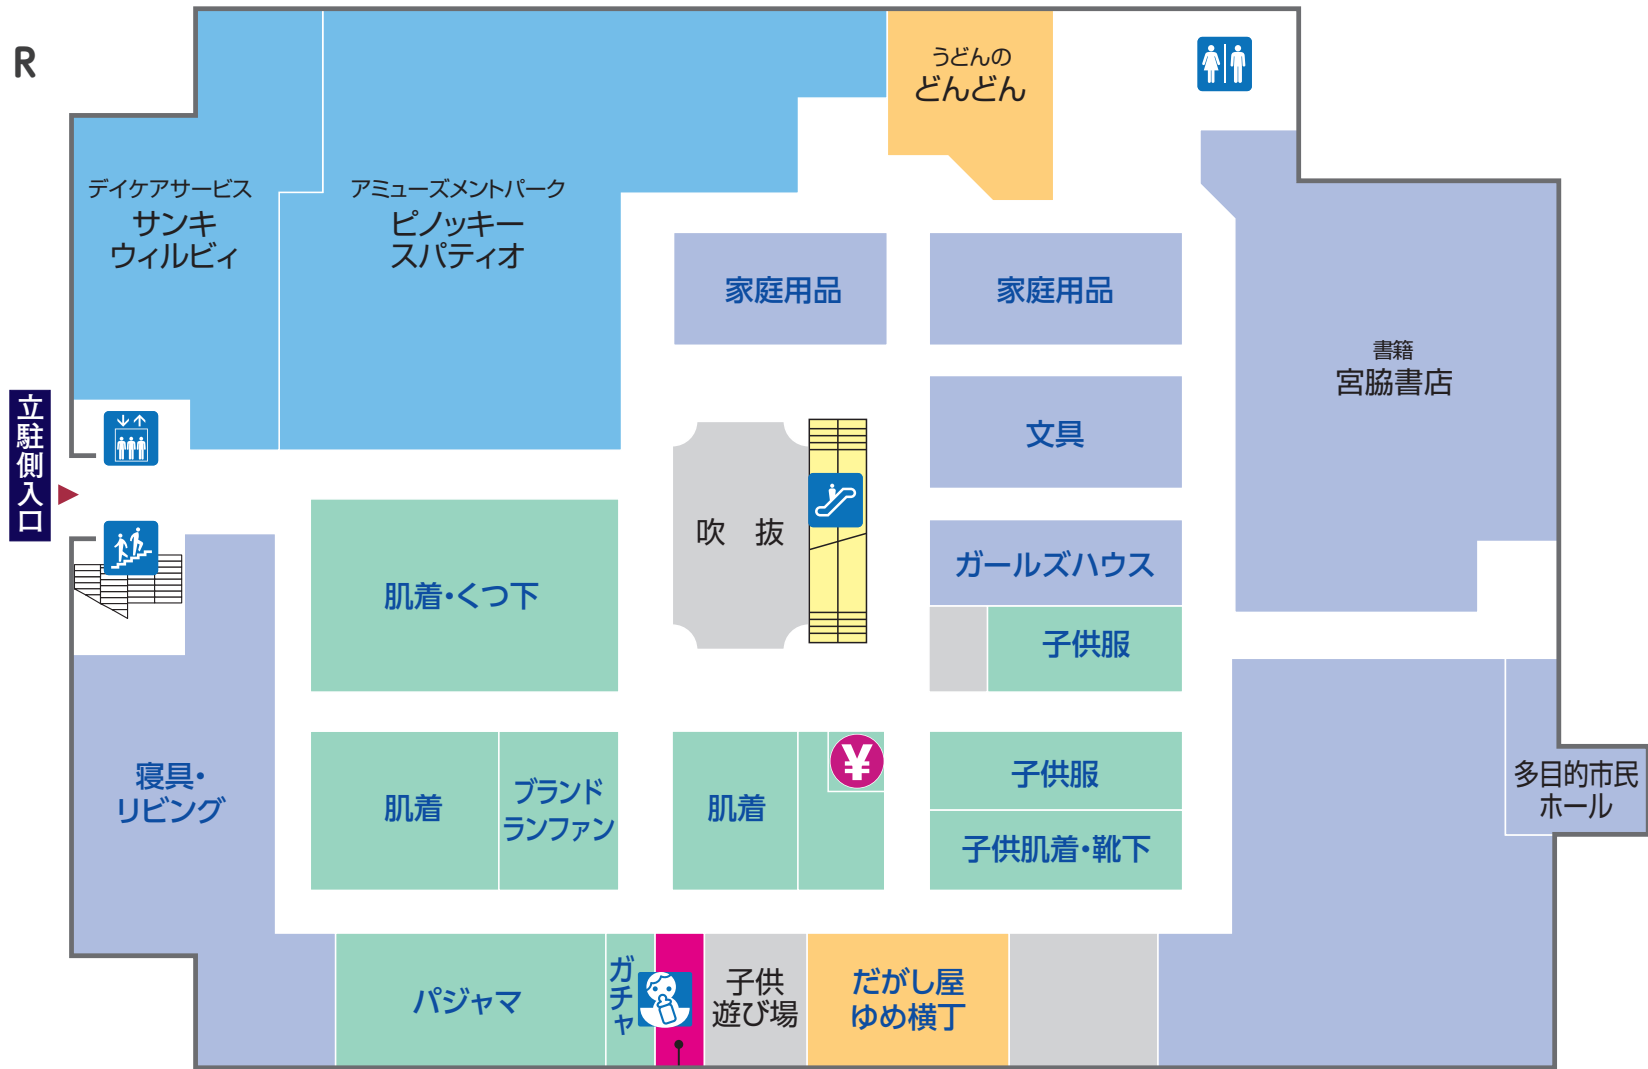 R
うどんの
どんどん
デイケアサービス
サンキ
ウィルビィ
アミューズメントパーク
ピノッキー
スパティオ
家庭用品
家庭用品
書籍
宮脇書店
立駐側入口
文具
吹 抜
ガールズハウス
肌着・くつ下
子供服
寝具・
リビング
肌着
ブランド
ランファン
肌着
¥
子供服
子供肌着・靴下
多目的市民
ホール
パジャマ
ガチャ
子供
遊び場
だがし屋
ゆめ横丁